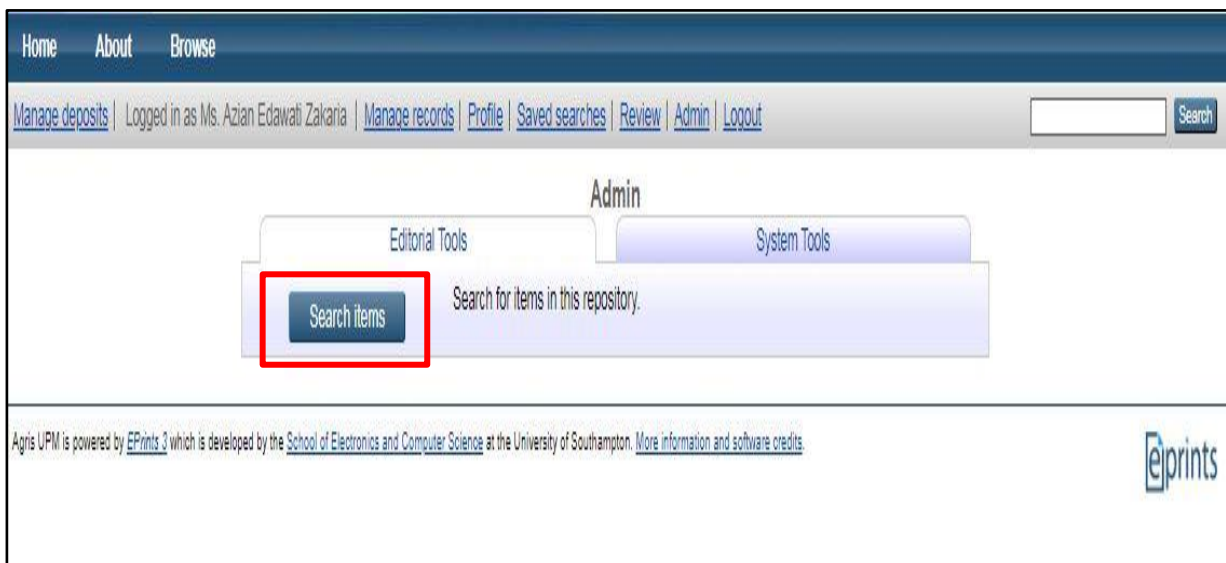 Home About Browse
Manage deposits | Logged in as Ms. Azian Edawati Zakaria | Manage records | Profile | Saved searches | Review | Admin | Logout Search
Admin
Editorial Tools System Tools
Search items Search for items in this repository.
Agris UPM is powered by EPrints 3 which is developed by the School of Electronics and Computer Science at the University of Southampton. More information and software credits.
eprints